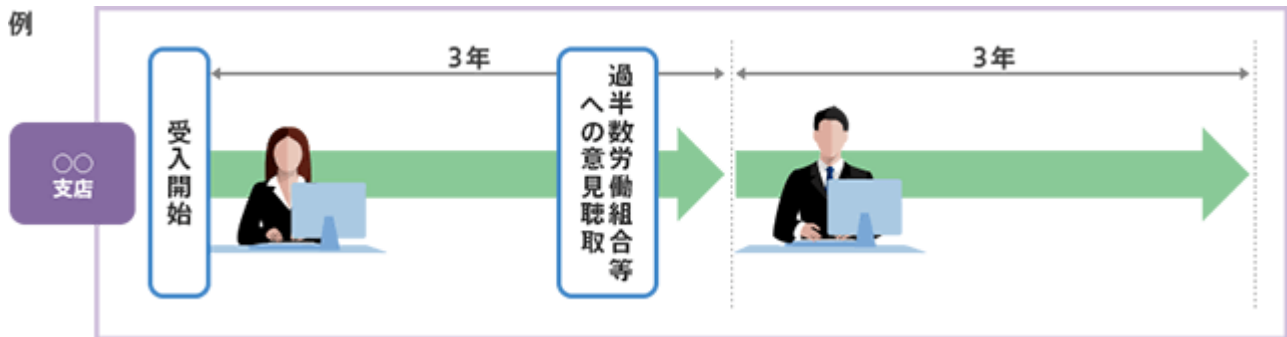 例
○○
支店
受入開始
3年
過半数労働組合等
への意見聴取
3年